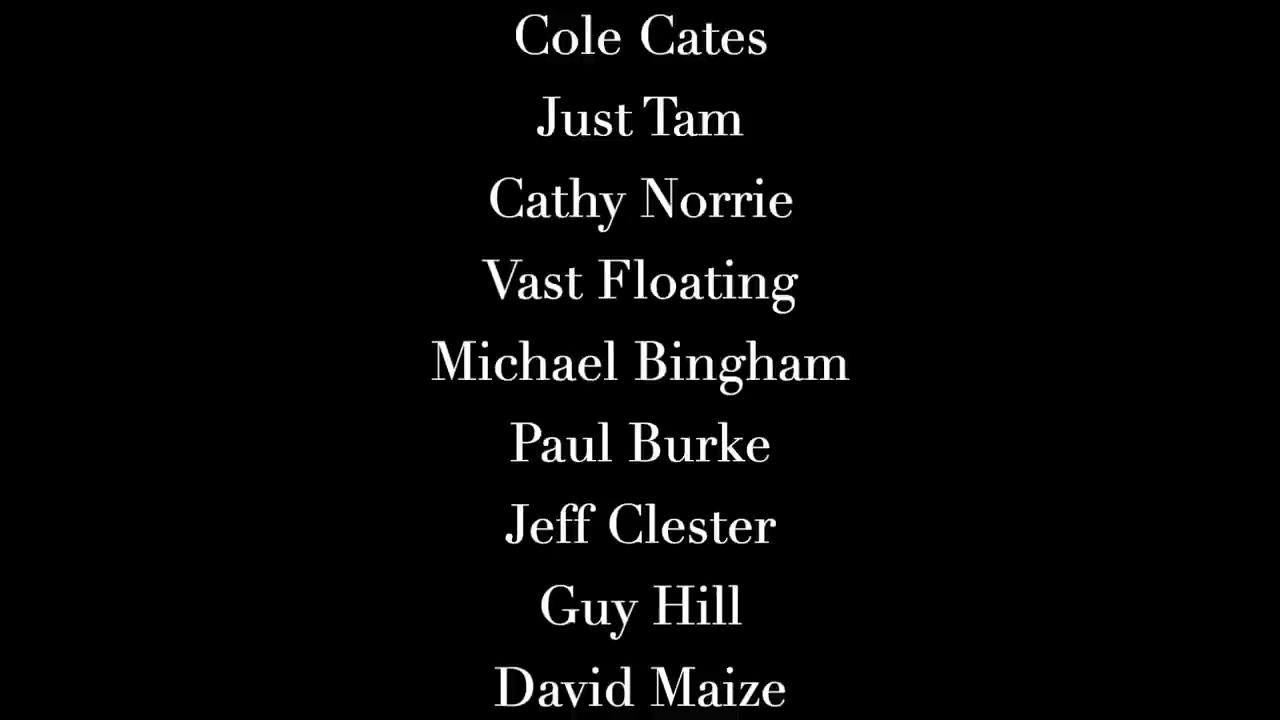 Cole Cates
Just Tam
Cathy Norrie
Vast Floating
Michael Bingham
Paul Burke
Jeff Clester
Guy Hill
David Maize